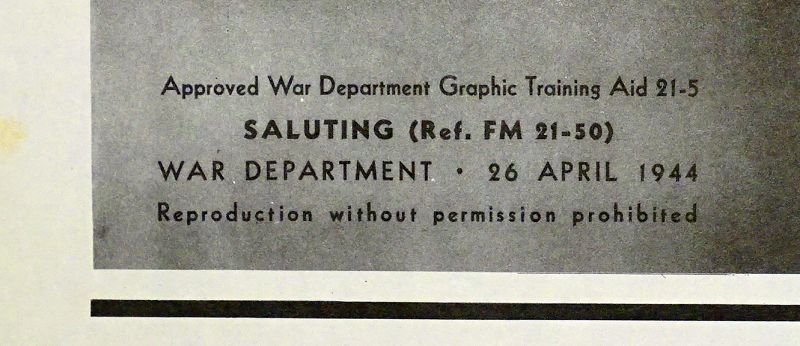 Approved War Department Graphic Training Aid 21-5
SALUTING (Ref. FM 21-50)
WAR DEPARTMENT • 26 APRIL 1944
Reproduction without permission prohibited